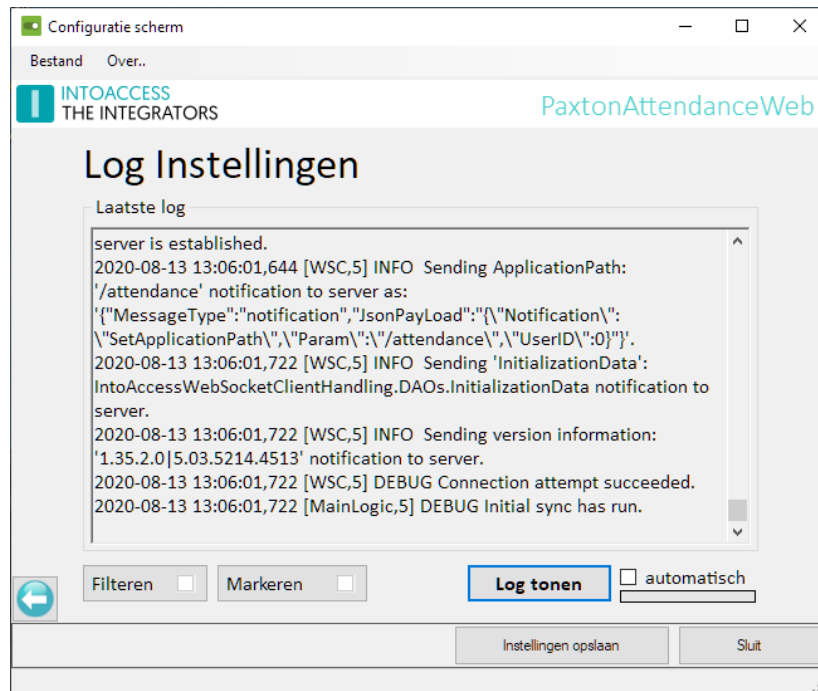 Configuratie scherm
Bestand Over..
INTOACCESS
THE INTEGRATORS
PaxtonAttendanceWeb
Log Instellingen
Laatste log
server is established.
2020-08-13 13:06:01,644 [WSC,5] INFO  Sending ApplicationPath:
'/attendance' notification to server as:
'{"MessageType":"notification","JsonPayLoad":"{\"Notification\":
\"SetApplicationPath\",\"Param\":\"/attendance\",\"UserID\":0}"}'.
2020-08-13 13:06:01,722 [WSC,5] INFO  Sending 'InitializationData':
IntoAccessWebSocketClientHandling.DAOs.InitializationData notification to
server.
2020-08-13 13:06:01,722 [WSC,5] INFO  Sending version information:
'1.35.2.0|5.03.5214.4513' notification to server.
2020-08-13 13:06:01,722 [WSC,5] DEBUG Connection attempt succeeded.
2020-08-13 13:06:01,722 [MainLogic,5] DEBUG Initial sync has run.
Filteren Markeren Log tonen automatisch
Instellingen opslaan Sluit